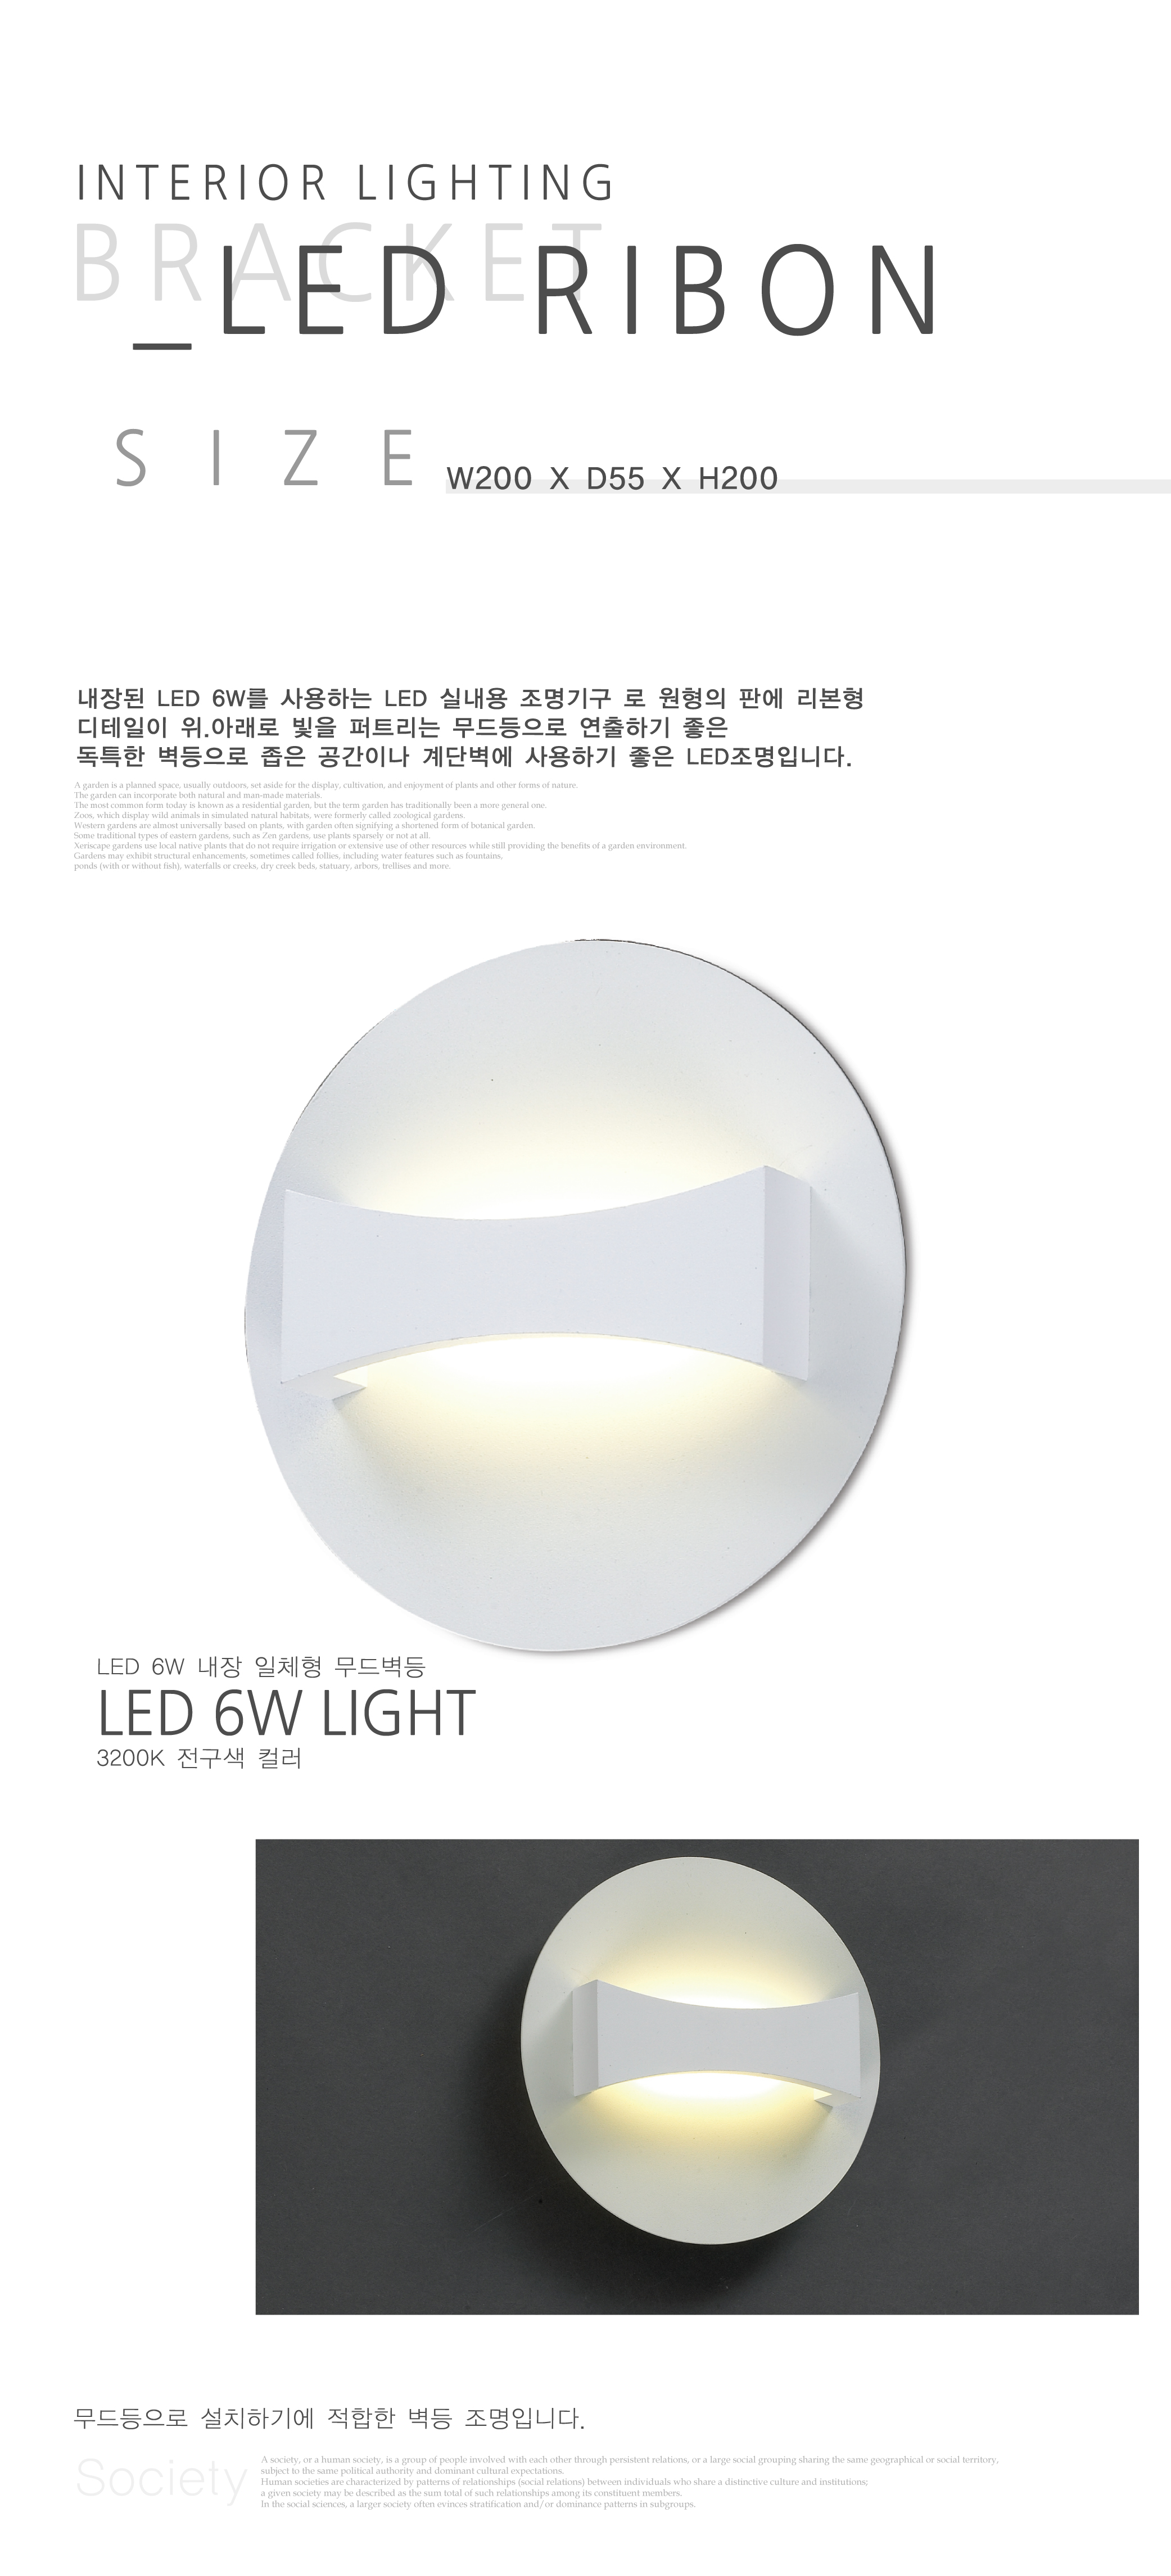 INTERIOR LIGHTING
BRACKET
_LED RIBON
SIZE W200 X D55 X H200
내장된 LED 6W를 사용하는 LED 실내용 조명기구 로 원형의 판에 리본형
디테일이 위.아래로 빛을 퍼트리는 무드등으로 연출하기 좋은
독특한 벽등으로 좁은 공간이나 계단벽에 사용하기 좋은 LED조명입니다.
A garden is a planned space, usually outdoors, set aside for the display, cultivation, and enjoyment of plants and other forms of nature.
The garden can incorporate both natural and man-made materials.
The most common form today is known as a residential garden, but the term garden has traditionally been a more general one.
Zoos, which display wild animals in simulated natural habitats, were formerly called zoological gardens.
Western gardens are almost universally based on plants, with garden often signifying a shortened form of botanical garden.
Some traditional types of eastern gardens, such as Zen gardens, use plants sparsely or not at all.
Xeriscape gardens use local native plants that do not require irrigation or extensive use of other resources while still providing the benefits of a garden environment.
Gardens may exhibit structural enhancements, sometimes called follies, including water features such as fountains,
ponds (with or without fish), waterfalls or creeks, dry creek beds, statuary, arbors, trellises and more.
LED 6W 내장 일체형 무드벽등
LED 6W LIGHT
3200K 전구색 컬러
무드등으로 설치하기에 적합한 벽등 조명입니다.
Society
A society, or a human society, is a group of people involved with each other through persistent relations, or a large social grouping sharing the same geographical or social territory,
subject to the same political authority and dominant cultural expectations.
Human societies are characterized by patterns of relationships (social relations) between individuals who share a distinctive culture and institutions;
a given society may be described as the sum total of such relationships among its constituent members.
In the social sciences, a larger society often evinces stratification and/or dominance patterns in subgroups.